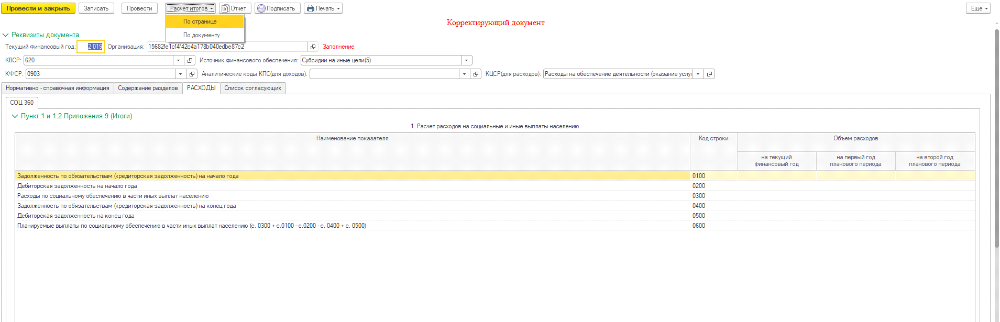 Провести и закрыть Записать Провести Расчет итогов Отчет Подписать Печать Еще
По странице
По документу
Корректирующий документ
Реквизиты документа
Текущий финансовый год: 2 019 Организация: 15682fe1cf4f42c4a178b040edbe87c2 Заполнение
КВСР: 620 Источник финансового обеспечения: Субсидии на иные цели(5)
КФСР: 0903 Аналитические коды КПС(для доходов): КЦСР(для расходов): Расходы на обеспечение деятельности (оказание услуг
Нормативно - справочная информация Содержание разделов РАСХОДЫ Список согласующих
СОЦ 360
Пункт 1 и 1.2 Приложения 9 (Итоги)
1. Расчет расходов на социальные и иные выплаты населению
Наименование показателя Код строки Объем расходов
на текущий финансовый год на первый год планового периода на второй год планового периода
Задолженность по обязательствам (кредиторская задолженность) на начало года 0100
Дебиторская задолженность на начало года 0200
Расходы по социальному обеспечению в части иных выплат населению 0300
Задолженность по обязательствам (кредиторская задолженность) на конец года 0400
Дебиторская задолженность на конец года 0500
Планируемые выплаты по социальному обеспечению в части иных выплат населению (с. 0300 + с.0100 - с.0200 - с. 0400 + с. 0500) 0600